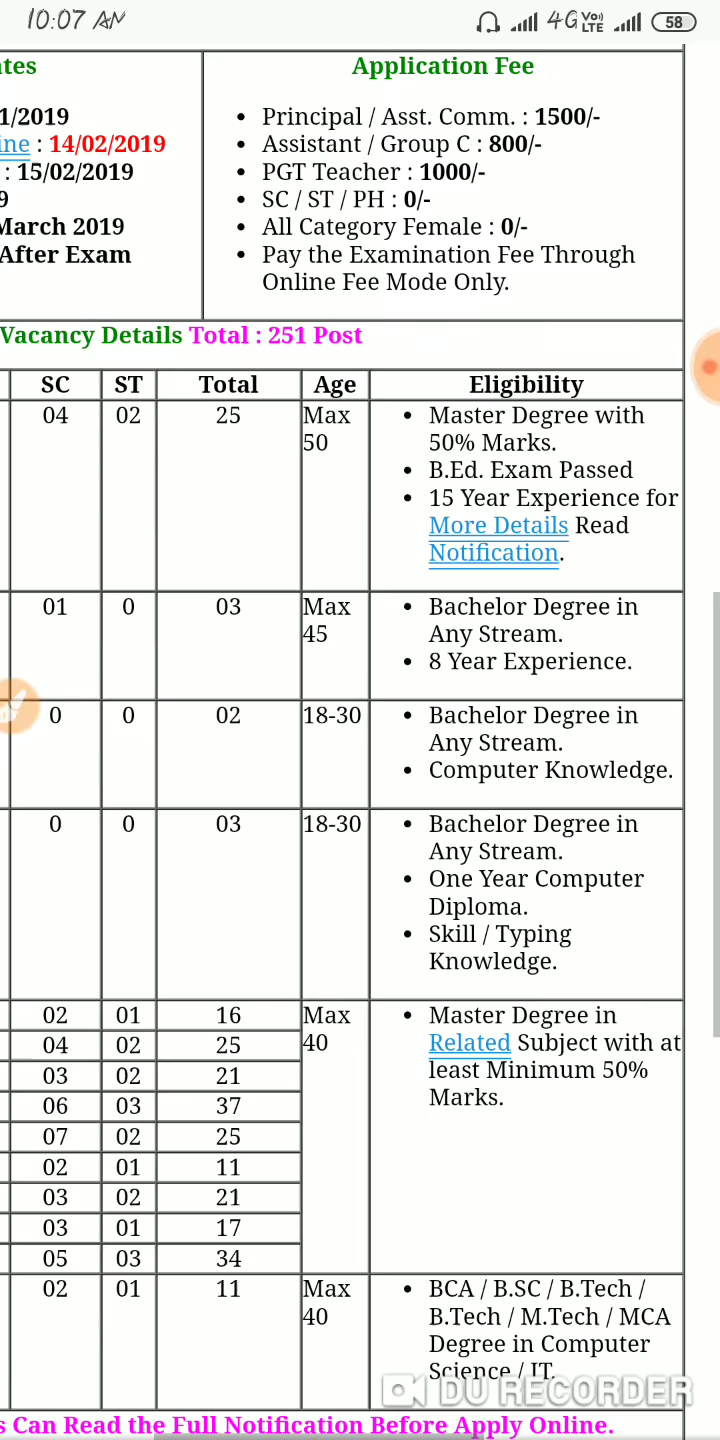 10:07 AM
4G VoLTE 58
tes
Application Fee
1/2019
ine : 14/02/2019
: 15/02/2019
9
March 2019
After Exam
• Principal / Asst. Comm. : 1500/-
• Assistant / Group C : 800/-
• PGT Teacher : 1000/-
• SC / ST / PH : 0/-
• All Category Female : 0/-
• Pay the Examination Fee Through
Online Fee Mode Only.
Vacancy Details Total : 251 Post
SC ST Total Age Eligibility
04 02 25 Max
50
• Master Degree with
50% Marks.
• B.Ed. Exam Passed
• 15 Year Experience for
More Details Read
Notification.
01 0 03 Max
45
• Bachelor Degree in
Any Stream.
• 8 Year Experience.
0 0 02 18-30
• Bachelor Degree in
Any Stream.
• Computer Knowledge.
0 0 03 18-30
• Bachelor Degree in
Any Stream.
• One Year Computer
Diploma.
• Skill / Typing
Knowledge.
02 01 16 Max
40
• Master Degree in
Related Subject with at
least Minimum 50%
Marks.
04 02 25
03 02 21
06 03 37
07 02 25
02 01 11
03 02 21
03 01 17
05 03 34
02 01 11 Max
40
• BCA / B.SC / B.Tech /
B.Tech / M.Tech / MCA
Degree in Computer
Science / IT.
DU RECORDER
s Can Read the Full Notification Before Apply Online.